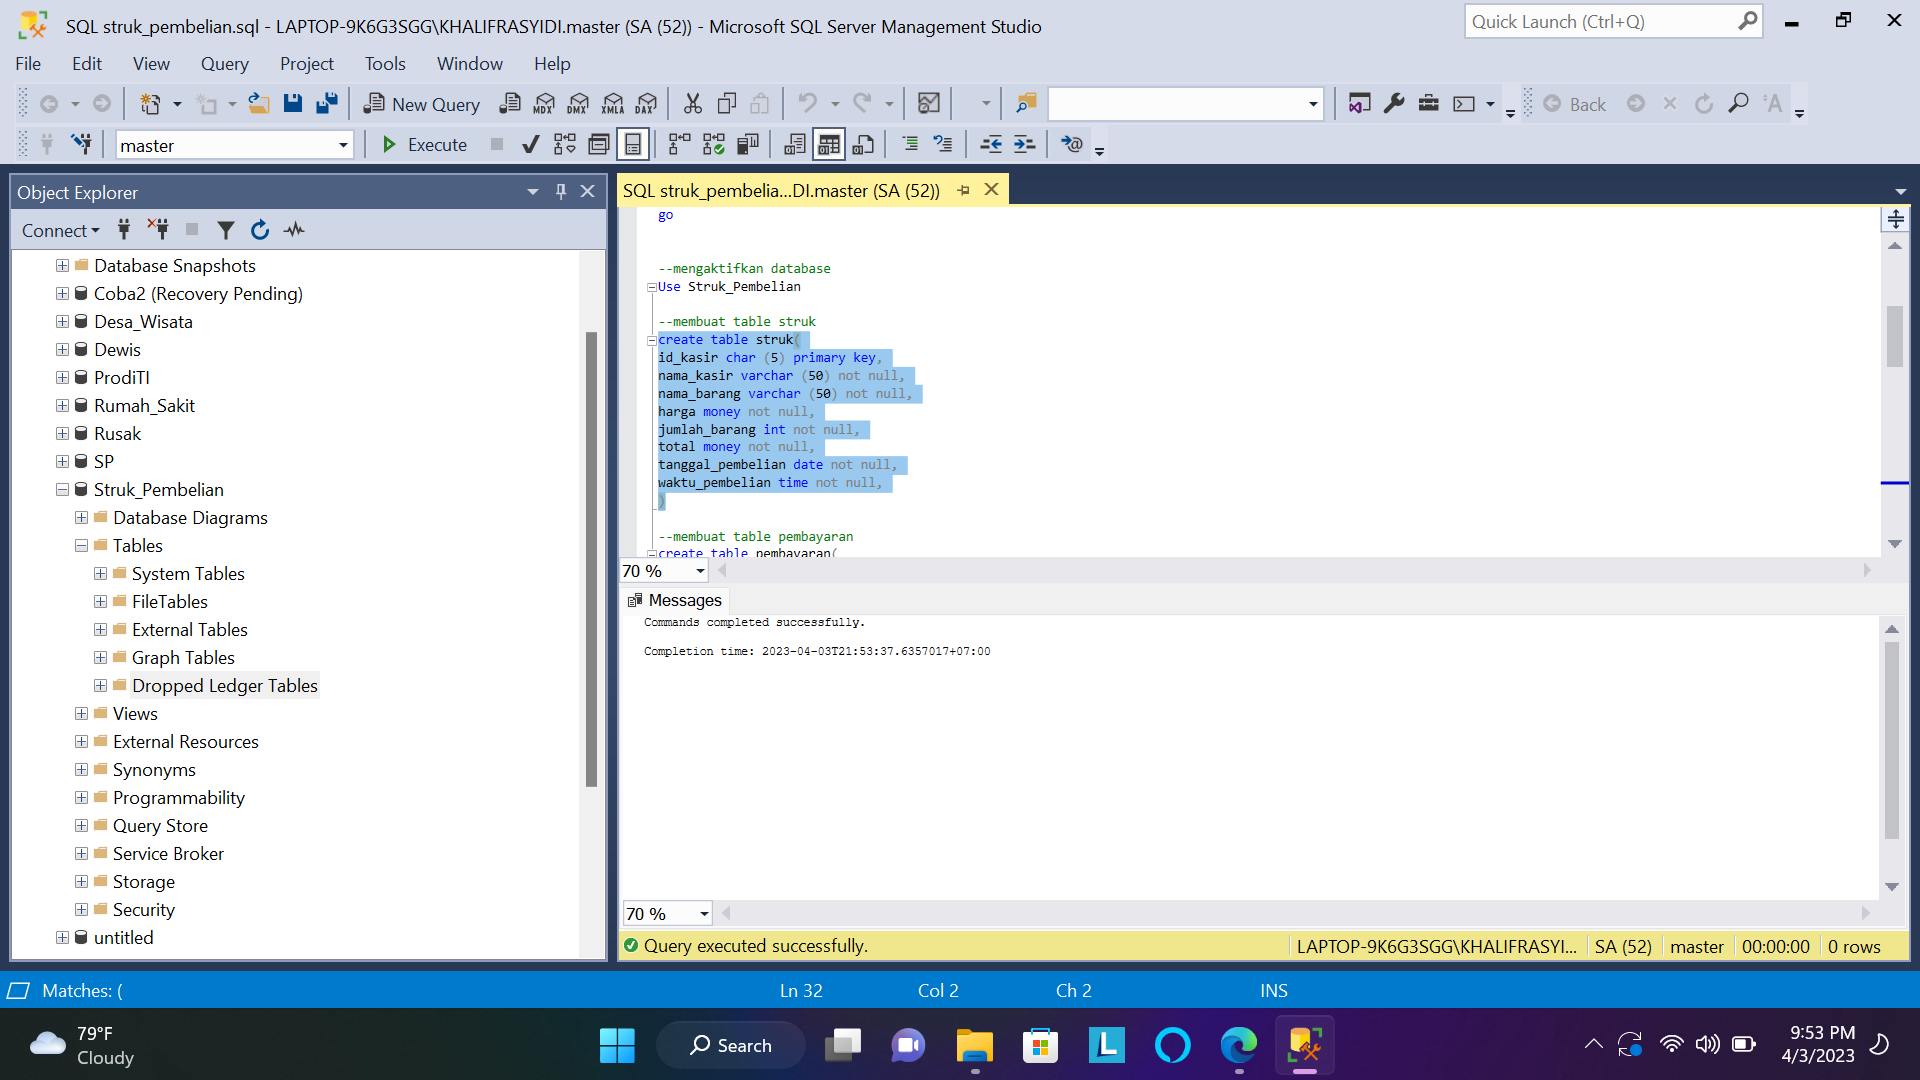 SQL struk_pembelian.sql - LAPTOP-9K6G3SGG\KHALIFRASYIDI.master (SA (52)) - Microsoft SQL Server Management Studio
Quick Launch (Ctrl+Q)
File Edit View Query Project Tools Window Help
New Query MDX DMX XMLA DAX Back
master Execute
Object Explorer
Connect
Database Snapshots
Coba2 (Recovery Pending)
Desa_Wisata
Dewis
ProdiTI
Rumah_Sakit
Rusak
SP
Struk_Pembelian
Database Diagrams
Tables
System Tables
FileTables
External Tables
Graph Tables
Dropped Ledger Tables
Views
External Resources
Synonyms
Programmability
Query Store
Service Broker
Storage
Security
untitled
SQL struk_pembelia...DI.master (SA (52))
go
--mengaktifkan database
Use Struk_Pembelian
--membuat table struk
create table struk(
id_kasir char (5) primary key,
nama_kasir varchar (50) not null,
nama_barang varchar (50) not null,
harga money not null,
jumlah_barang int not null,
total money not null,
tanggal_pembelian date not null,
waktu_pembelian time not null,
)
--membuat table pembayaran
create table pembayaran(
70 %
Messages
Commands completed successfully.
Completion time: 2023-04-03T21:53:37.6357017+07:00
70 %
Query executed successfully. LAPTOP-9K6G3SGG\KHALIFRASYI... SA (52) master 00:00:00 0 rows
Matches: ( Ln 32 Col 2 Ch 2 INS
79°F
Cloudy
Search
L
9:53 PM
4/3/2023